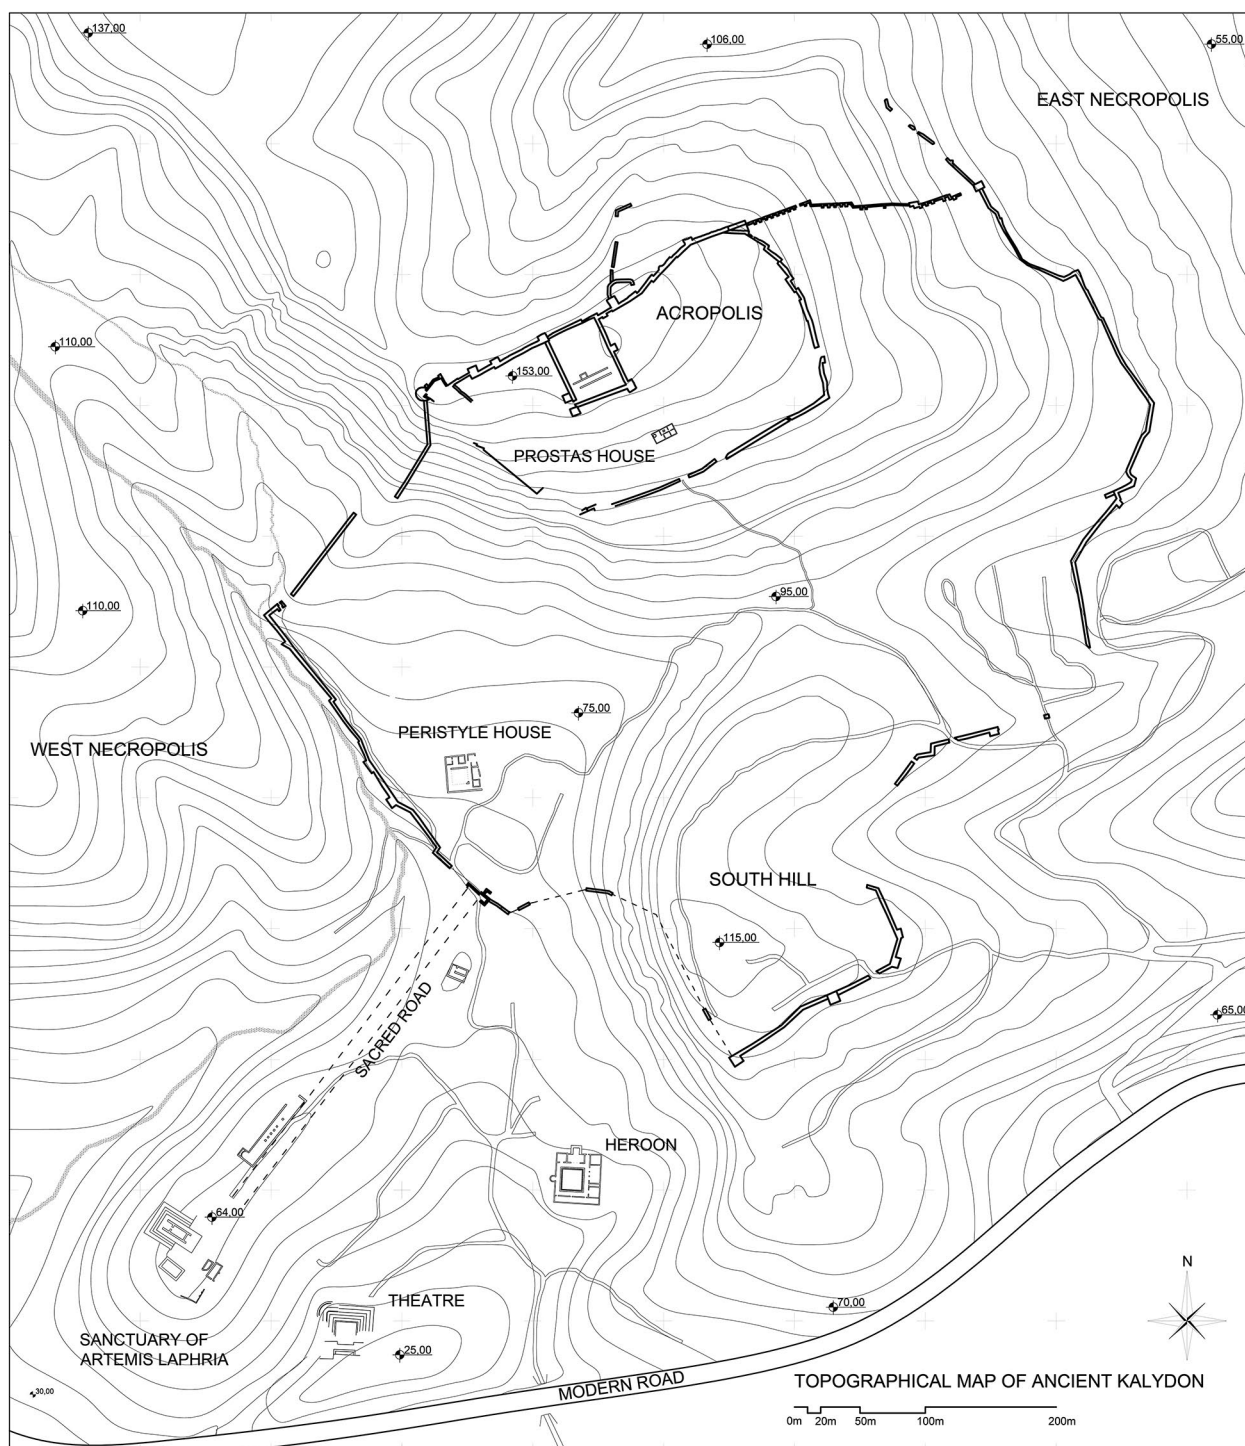 137,00
106,00
55,00
EAST NECROPOLIS
ACROPOLIS
110,00
153,00
PROSTAS HOUSE
95,00
110,00
75,00
PERISTYLE HOUSE
WEST NECROPOLIS
SOUTH HILL
115,00
SACRED ROAD
65,00
HEROON
64,00
N
THEATRE
70,00
SANCTUARY OF
ARTEMIS LAPHRIA
25,00
30,00
MODERN ROAD
TOPOGRAPHICAL MAP OF ANCIENT KALYDON
0m 20m 50m 100m 200m